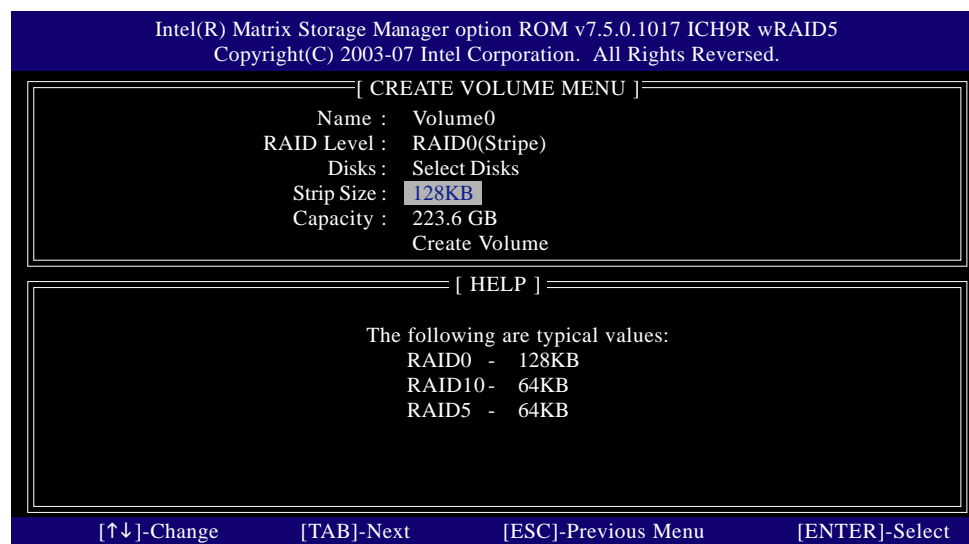 Intel(R) Matrix Storage Manager option ROM v7.5.0.1017 ICH9R wRAID5
Copyright(C) 2003-07 Intel Corporation. All Rights Reversed.
[ CREATE VOLUME MENU ]
Name : Volume0
RAID Level : RAID0(Stripe)
Disks : Select Disks
Strip Size : 128KB
Capacity : 223.6 GB
Create Volume
[ HELP ]
The following are typical values:
RAID0 - 128KB
RAID10 - 64KB
RAID5 - 64KB
[↑↓]-Change [TAB]-Next [ESC]-Previous Menu [ENTER]-Select